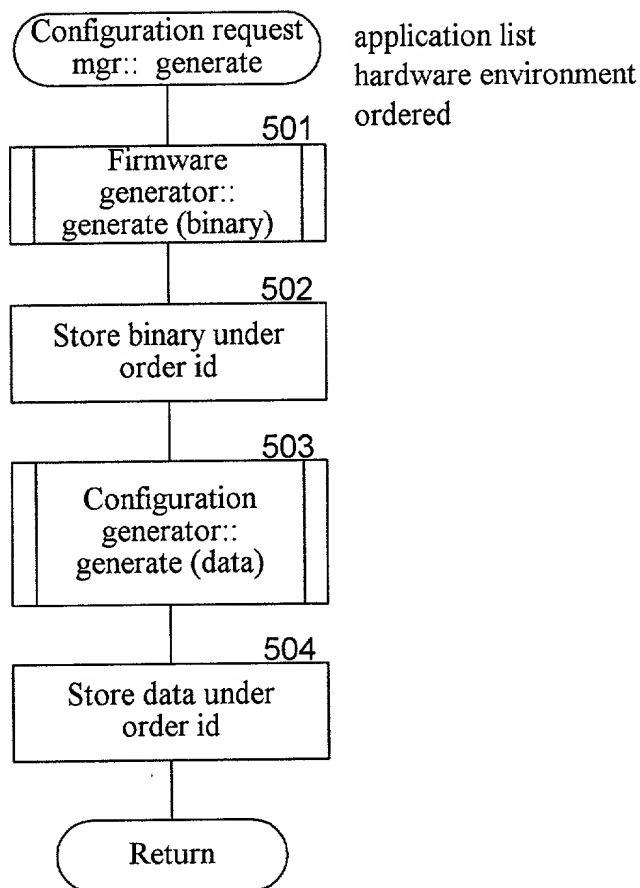 Configuration request
mgr:: generate
application list
hardware environment
ordered
501
Firmware
generator::
generate (binary)
502
Store binary under
order id
503
Configuration
generator::
generate (data)
504
Store data under
order id
Return